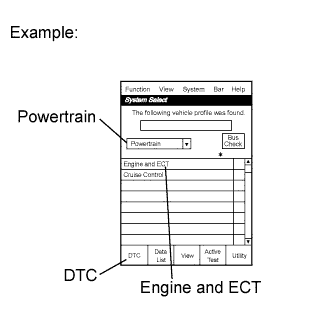 Example:
Function View System Bar Help
System Select
The following vehicle profile was found.
Powertrain
Powertrain
Bus
Check
*
Engine and ECT
Cruise Control
DTC
Data
List
View
Active
Test
Utility
DTC
Engine and ECT